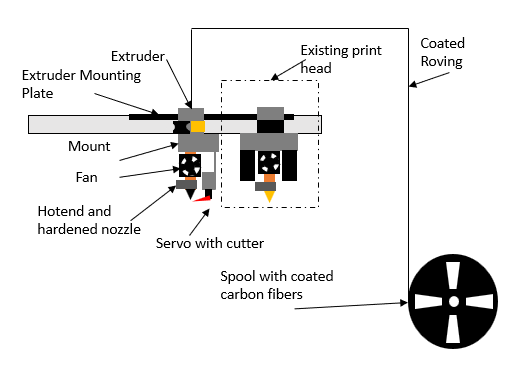 Extruder
Existing print
head
Coated
Roving
Extruder Mounting
Plate
Mount
Fan
Hotend and
hardened nozzle
Servo with cutter
Spool with coated
carbon fibers